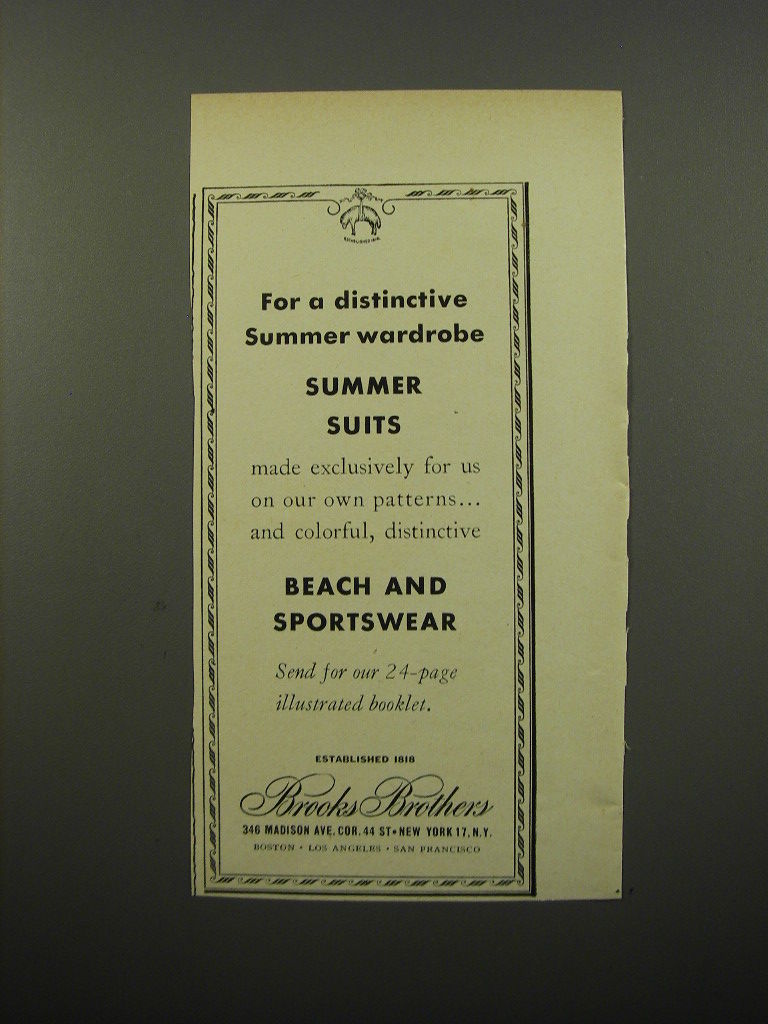 ESTABLISHED 1818
For a distinctive
Summer wardrobe
SUMMER
SUITS
made exclusively for us
on our own patterns...
and colorful, distinctive
BEACH AND
SPORTSWEAR
Send for our 24-page
illustrated booklet.
ESTABLISHED 1818
Brooks Brothers
346 MADISON AVE. COR. 44 ST • NEW YORK 17, N.Y.
BOSTON • LOS ANGELES • SAN FRANCISCO